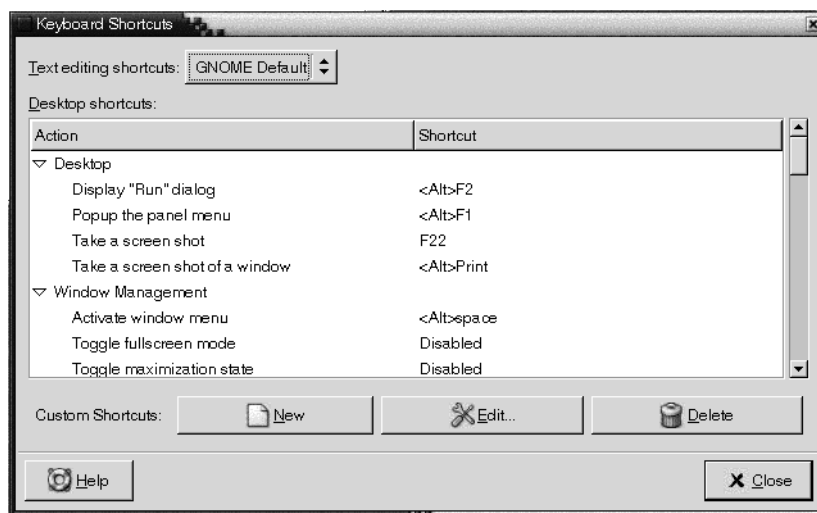 Keyboard Shortcuts
Text editing shortcuts: GNOME Default
Desktop shortcuts:
Action Shortcut
Desktop
Display "Run" dialog <Alt>F2
Popup the panel menu <Alt>F1
Take a screen shot F22
Take a screen shot of a window <Alt>Print
Window Management
Activate window menu <Alt>space
Toggle fullscreen mode Disabled
Toggle maximization state Disabled
Custom Shortcuts: New Edit... Delete
Help Close